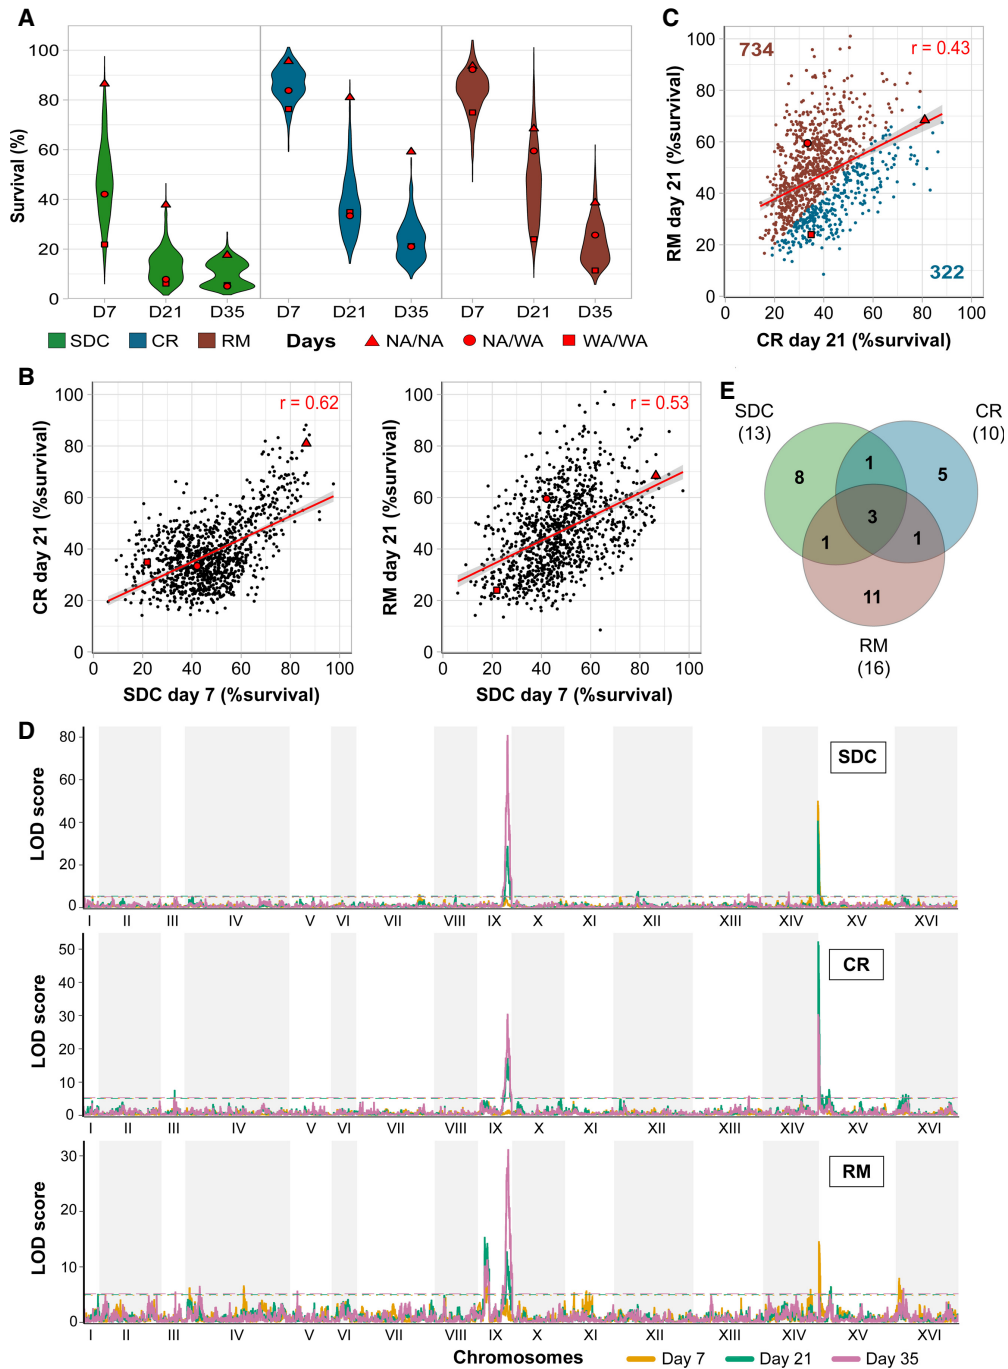 A
Survival (%)
100
80
60
40
20
0
D7 D21 D35 D7 D21 D35 D7 D21 D35
SDC CR RM Days NA/NA NA/WA WA/WA
C
734
r = 0.43
322
RM day 21 (%survival)
100
80
60
40
20
0
0 20 40 60 80 100
CR day 21 (%survival)
B
r = 0.62
CR day 21 (%survival)
100
80
60
40
20
0
0 20 40 60 80 100
SDC day 7 (%survival)
r = 0.53
RM day 21 (%survival)
100
80
60
40
20
0
0 20 40 60 80 100
SDC day 7 (%survival)
E
SDC
(13)
CR
(10)
8
1
5
3
1
1
11
RM
(16)
D
SDC
LOD score
80
60
40
20
0
I II III IV V VI VII VIII IX X XI XII XIII XIV XV XVI
CR
LOD score
50
40
30
20
10
0
I II III IV V VI VII VIII IX X XI XII XIII XIV XV XVI
RM
LOD score
30
20
10
0
I II III IV V VI VII VIII IX X XI XII XIII XIV XV XVI
Chromosomes Day 7 Day 21 Day 35